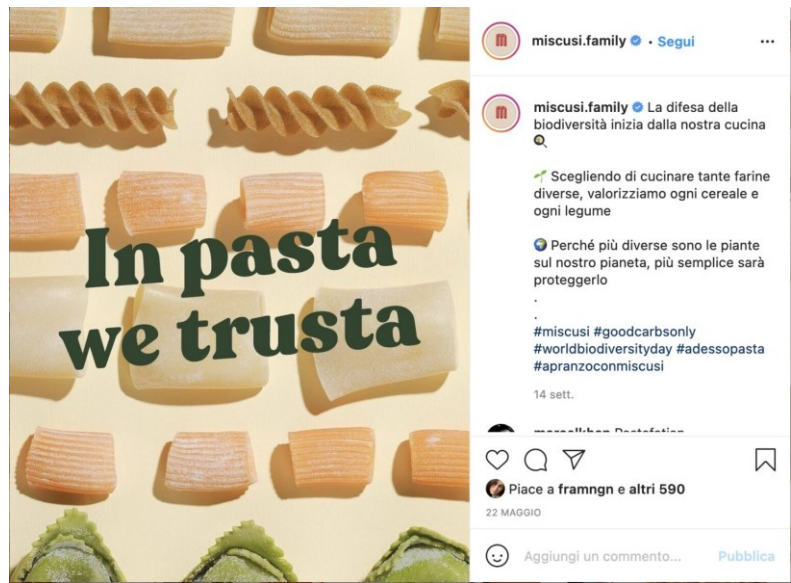 In pasta
we trusta
miscusi.family • Segui
miscusi.family La difesa della
biodiversità inizia dalla nostra cucina
Scegliendo di cucinare tante farine
diverse, valorizziamo ogni cereale e
ogni legume
Perché più diverse sono le piante
sul nostro pianeta, più semplice sarà
proteggerlo
.
.
#miscusi #goodcarbsonly
#worldbiodiversityday #adessopasta
#apranzoconmiscusi
14 sett.
Piace a framngn e altri 590
22 MAGGIO
Aggiungi un commento... Pubblica